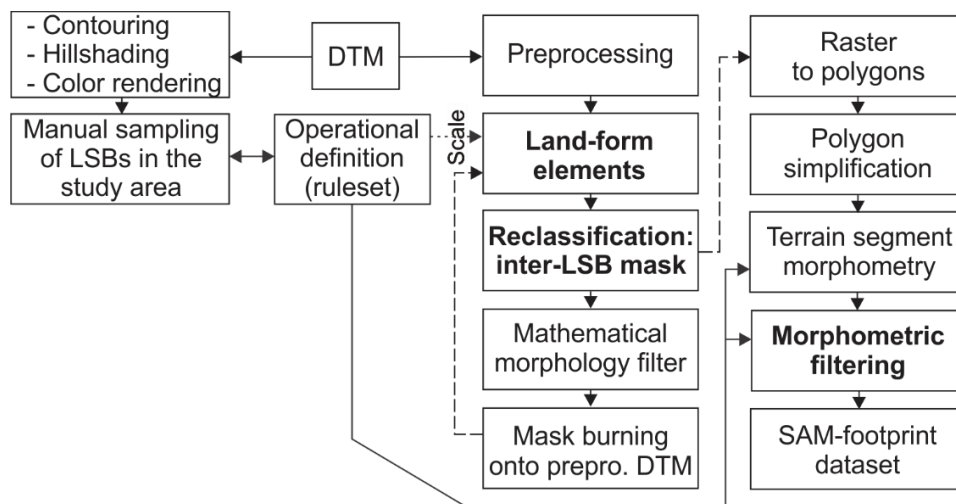 - Contouring
- Hillshading
- Color rendering
DTM
Preprocessing
Raster
to polygons
Manual sampling
of LSBs in the
study area
Operational
definition
(ruleset)
Scale
Land-form
elements
Polygon
simplification
Reclassification:
inter-LSB mask
Terrain segment
morphometry
Mathematical
morphology filter
Morphometric
filtering
Mask burning
onto prepro. DTM
SAM-footprint
dataset